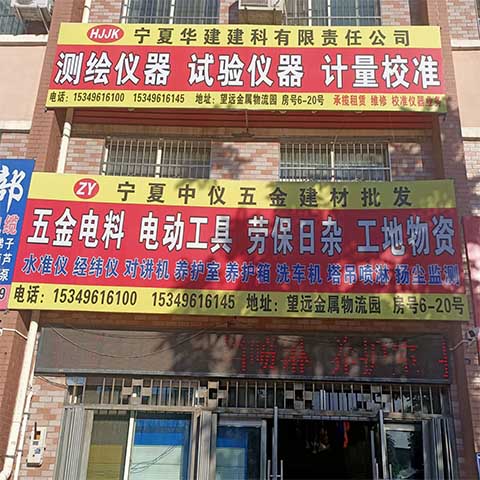 HJJK 宁夏华建建科有限责任公司
测绘仪器 试验仪器 计量校准
电话：15349616100 15349616145 地址：望远金属物流园 房号6-20号 承揽租赁 维修 校准仪器业务
ZY 宁夏中仪五金建材批发
五金电料 电动工具 劳保日杂 工地物资
水准仪 经纬仪 对讲机 养护室 养护箱 洗车机 塔吊喷淋 扬尘监测
电话：15349616100 15349616145 地址：望远金属物流园 房号6-20号
部
缆
泵